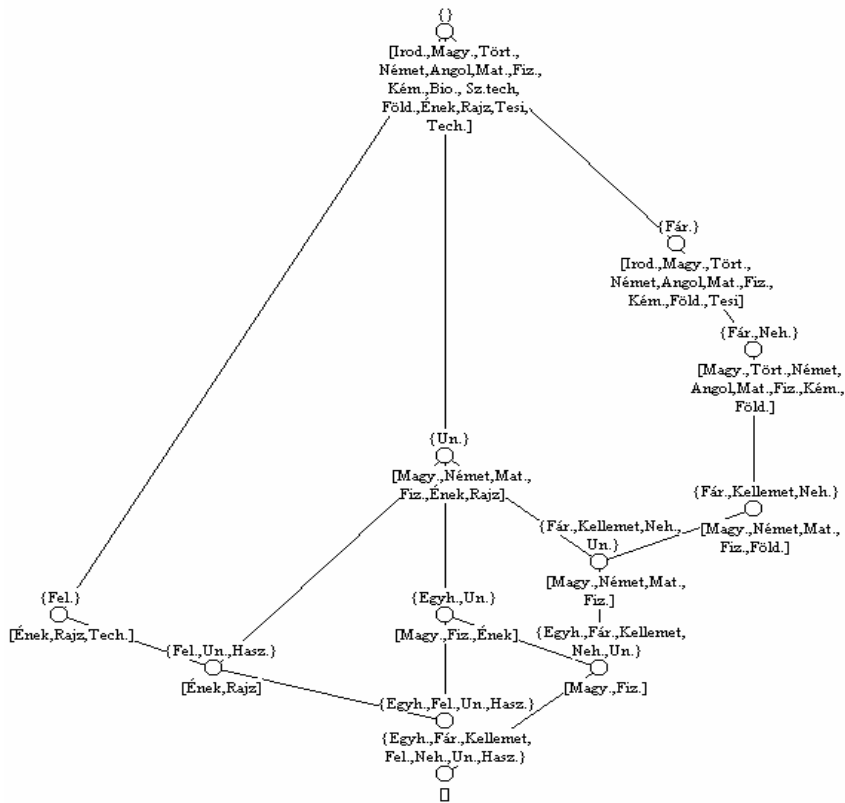 {}
[Irod.,Magy.,Tört.,
Német,Angol,Mat.,Fiz.,
Kém.,Bio., Sz.tech,
Föld.,Ének,Rajz,Tesi,
Tech.]
{Fár.}
[Irod.,Magy.,Tört.,
Német,Angol,Mat.,Fiz.,
Kém.,Föld.,Tesi]
{Fár.,Neh.}
[Magy.,Tört.,Német,
Angol,Mat.,Fiz.,Kém.,
Föld.]
{Un.}
[Magy.,Német,Mat.,
Fiz.,Ének,Rajz]
{Fár.,Kellemet,Neh.}
[Magy.,Német,Mat.,
Fiz.,Föld.]
{Fár.,Kellemet,Neh.,
Un.}
[Magy.,Német,Mat.,
Fiz.]
{Fel.}
[Ének,Rajz,Tech.]
{Egyh.,Un.}
[Magy.,Fiz.,Ének]
{Egyh.,Fár.,Kellemet,
Neh.,Un.}
[Magy.,Fiz.]
{Fel.,Un.,Hasz.}
[Ének,Rajz]
{Egyh.,Fel.,Un.,Hasz.}
{Egyh.,Fár.,Kellemet,
Fel.,Neh.,Un.,Hasz.}
[]